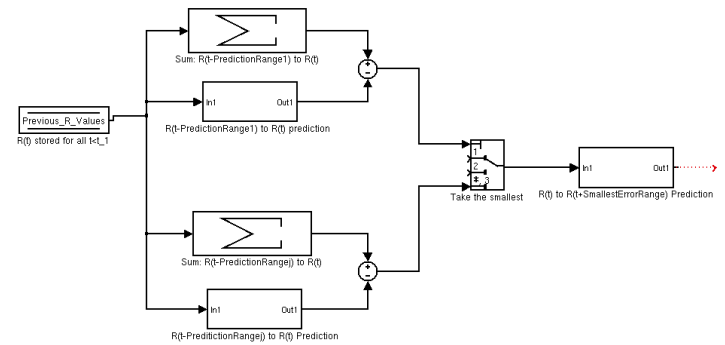 Sum: R(t-PredictionRange1) to R(t)
In1 Out1
R(t-PredictionRange1) to R(t) prediction
Previous_R_Values
R(t) stored for all t<t_1
1
2
*, 3
Take the smallest
In1 Out1
R(t) to R(t+SmallestErrorRange) Prediction
Sum: R(t-PredictionRangej) to R(t)
In1 Out1
R(t-PreditictionRangej) to R(t) Prediction